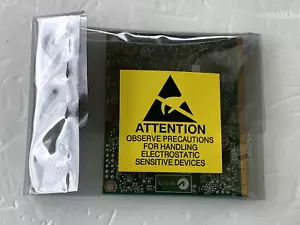 ATTENTION
OBSERVE PRECAUTIONS
FOR HANDLING
ELECTROSTATIC
SENSITIVE DEVICES